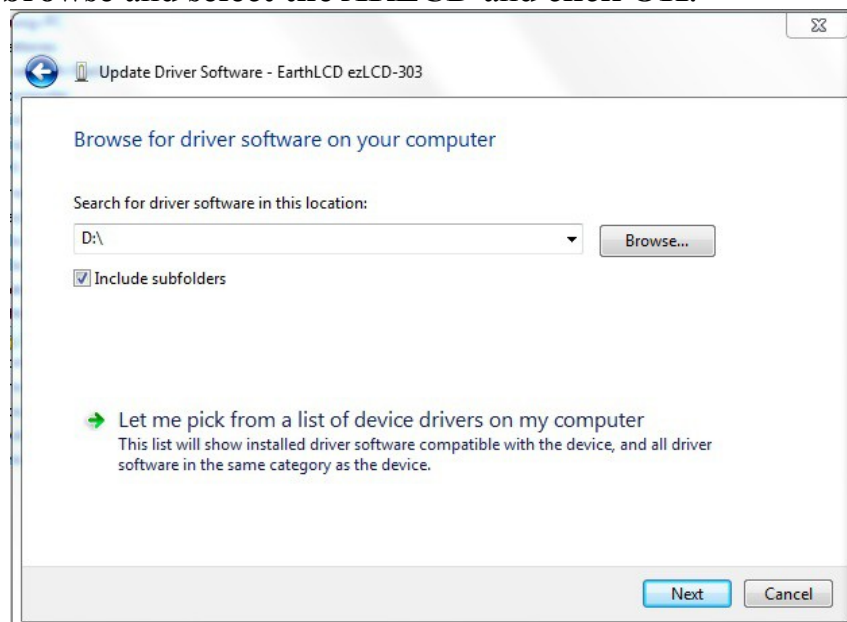 Update Driver Software - EarthLCD ezLCD-303
Browse for driver software on your computer
Search for driver software in this location:
D:\
Browse...
Include subfolders
Let me pick from a list of device drivers on my computer
This list will show installed driver software compatible with the device, and all driver
software in the same category as the device.
Next
Cancel